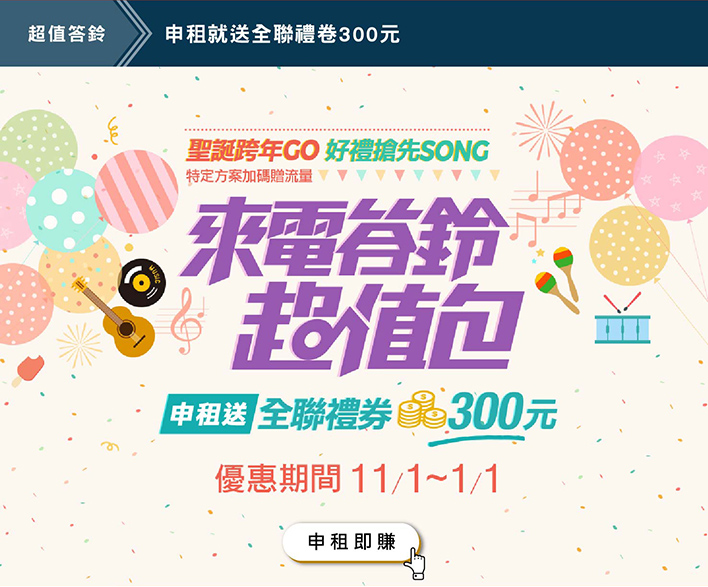 超值答鈴
申租就送全聯禮卷300元
聖誕跨年GO 好禮搶先SONG
特定方案加碼贈流量
來電答鈴
超值包
MUSIC
申租送 全聯禮券 300元
優惠期間 11/1~1/1
申租即賺